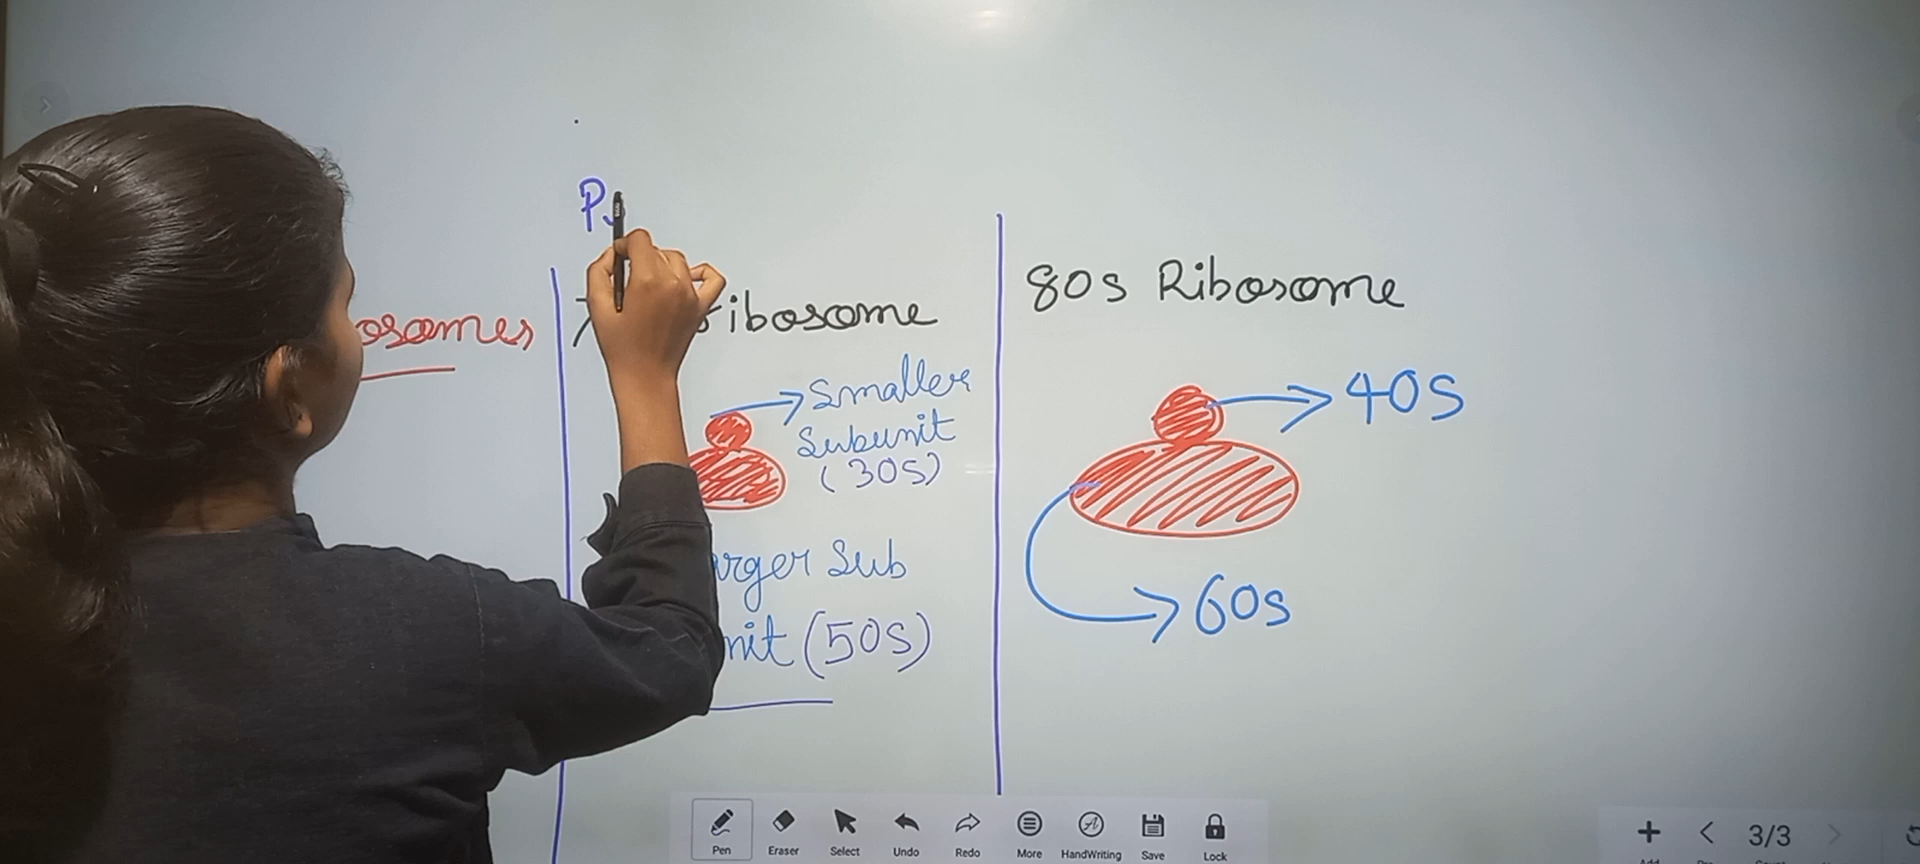 osomes
ibosome
Smaller
Subunit
(30S)
arger Sub
nit (50S)
80s Ribosome
40S
60s
Pen Eraser Select Undo Redo More HandWriting Save Lock
3/3